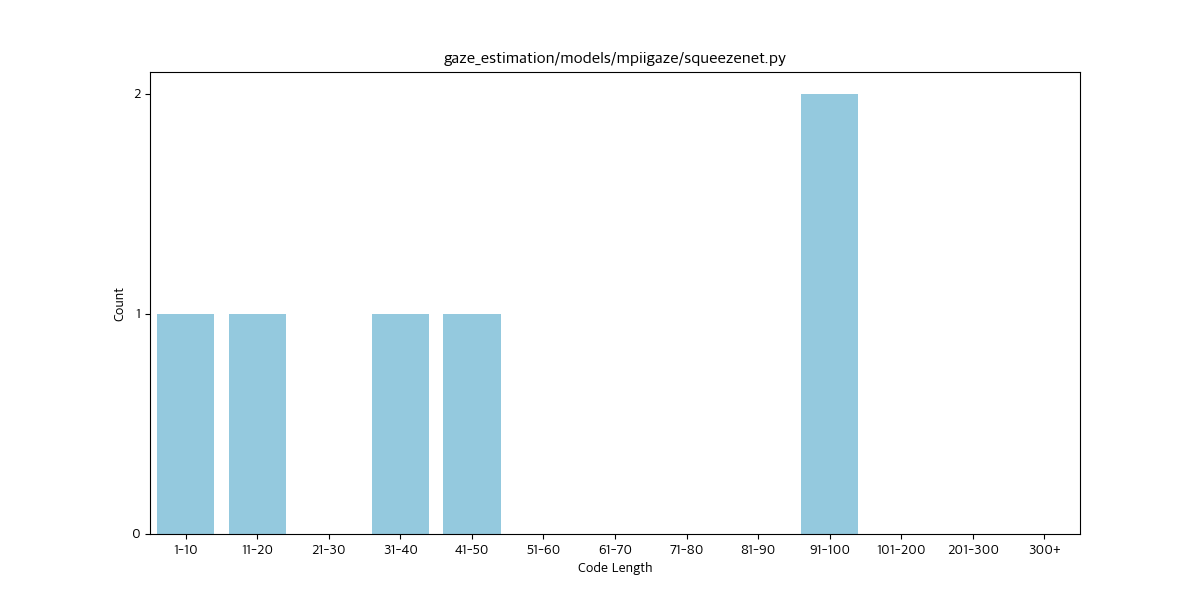 gaze_estimation/models/mpiigaze/squeezenet.py
Count
2
1
0
1-10 11-20 21-30 31-40 41-50 51-60 61-70 71-80 81-90 91-100 101-200 201-300 300+
Code Length